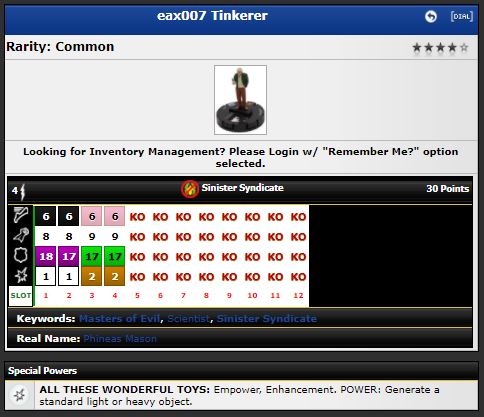 eax007 Tinkerer [DIAL]
Rarity: Common
Looking for Inventory Management? Please Login w/ "Remember Me?" option
selected.
4 Sinister Syndicate 30 Points
6 6 6 6 KO KO KO KO KO KO KO KO
8 8 9 9 KO KO KO KO KO KO KO KO
18 17 17 17 KO KO KO KO KO KO KO KO
1 1 2 2 KO KO KO KO KO KO KO KO
SLOT 1 2 3 4 5 6 7 8 9 10 11 12
Keywords: Masters of Evil, Scientist, Sinister Syndicate
Real Name: Phineas Mason
Special Powers
ALL THESE WONDERFUL TOYS: Empower, Enhancement. POWER: Generate a
standard light or heavy object.